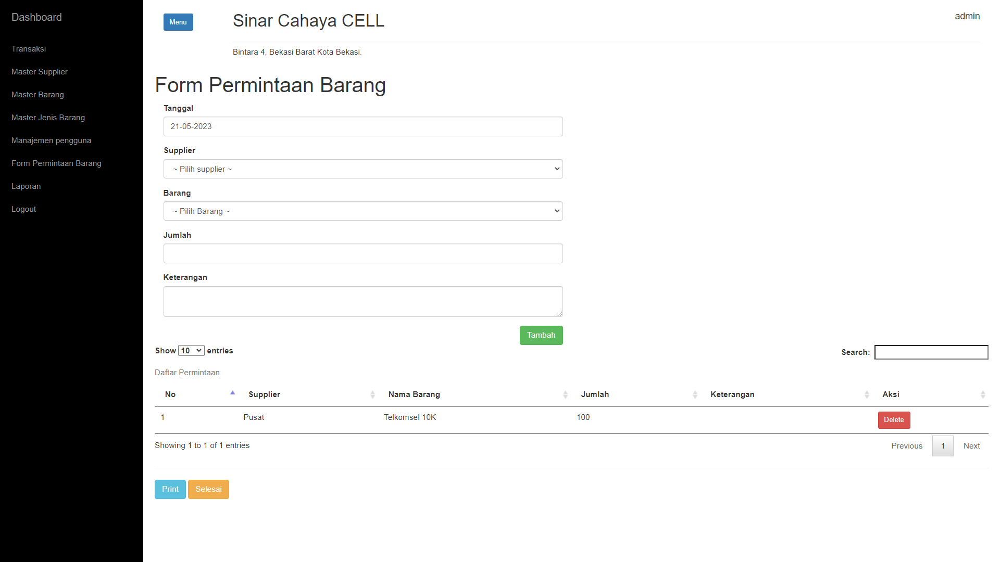 Dashboard
Transaksi
Master Supplier
Master Barang
Master Jenis Barang
Manajemen pengguna
Form Permintaan Barang
Laporan
Logout
Menu
Sinar Cahaya CELL
admin
Bintara 4, Bekasi Barat Kota Bekasi.
Form Permintaan Barang
Tanggal
21-05-2023
Supplier
~ Pilih supplier ~
Barang
~ Pilih Barang ~
Jumlah
Keterangan
Tambah
Show 10 entries
Search:
Daftar Permintaan
No Supplier Nama Barang Jumlah Keterangan Aksi
1 Pusat Telkomsel 10K 100 Delete
Showing 1 to 1 of 1 entries
Previous 1 Next
Print Selesai